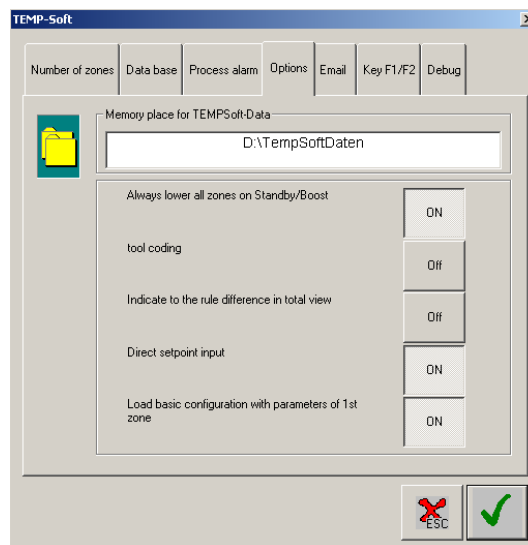 TEMP-Soft
Number of zones Data base Process alarm Options Email Key F1/F2 Debug
Memory place for TEMPSoft-Data
D:\TempSoftDaten
Always lower all zones on Standby/Boost
ON
tool coding
Off
Indicate to the rule difference in total view
Off
Direct setpoint input
ON
Load basic configuration with parameters of 1st
zone
ON
ESC